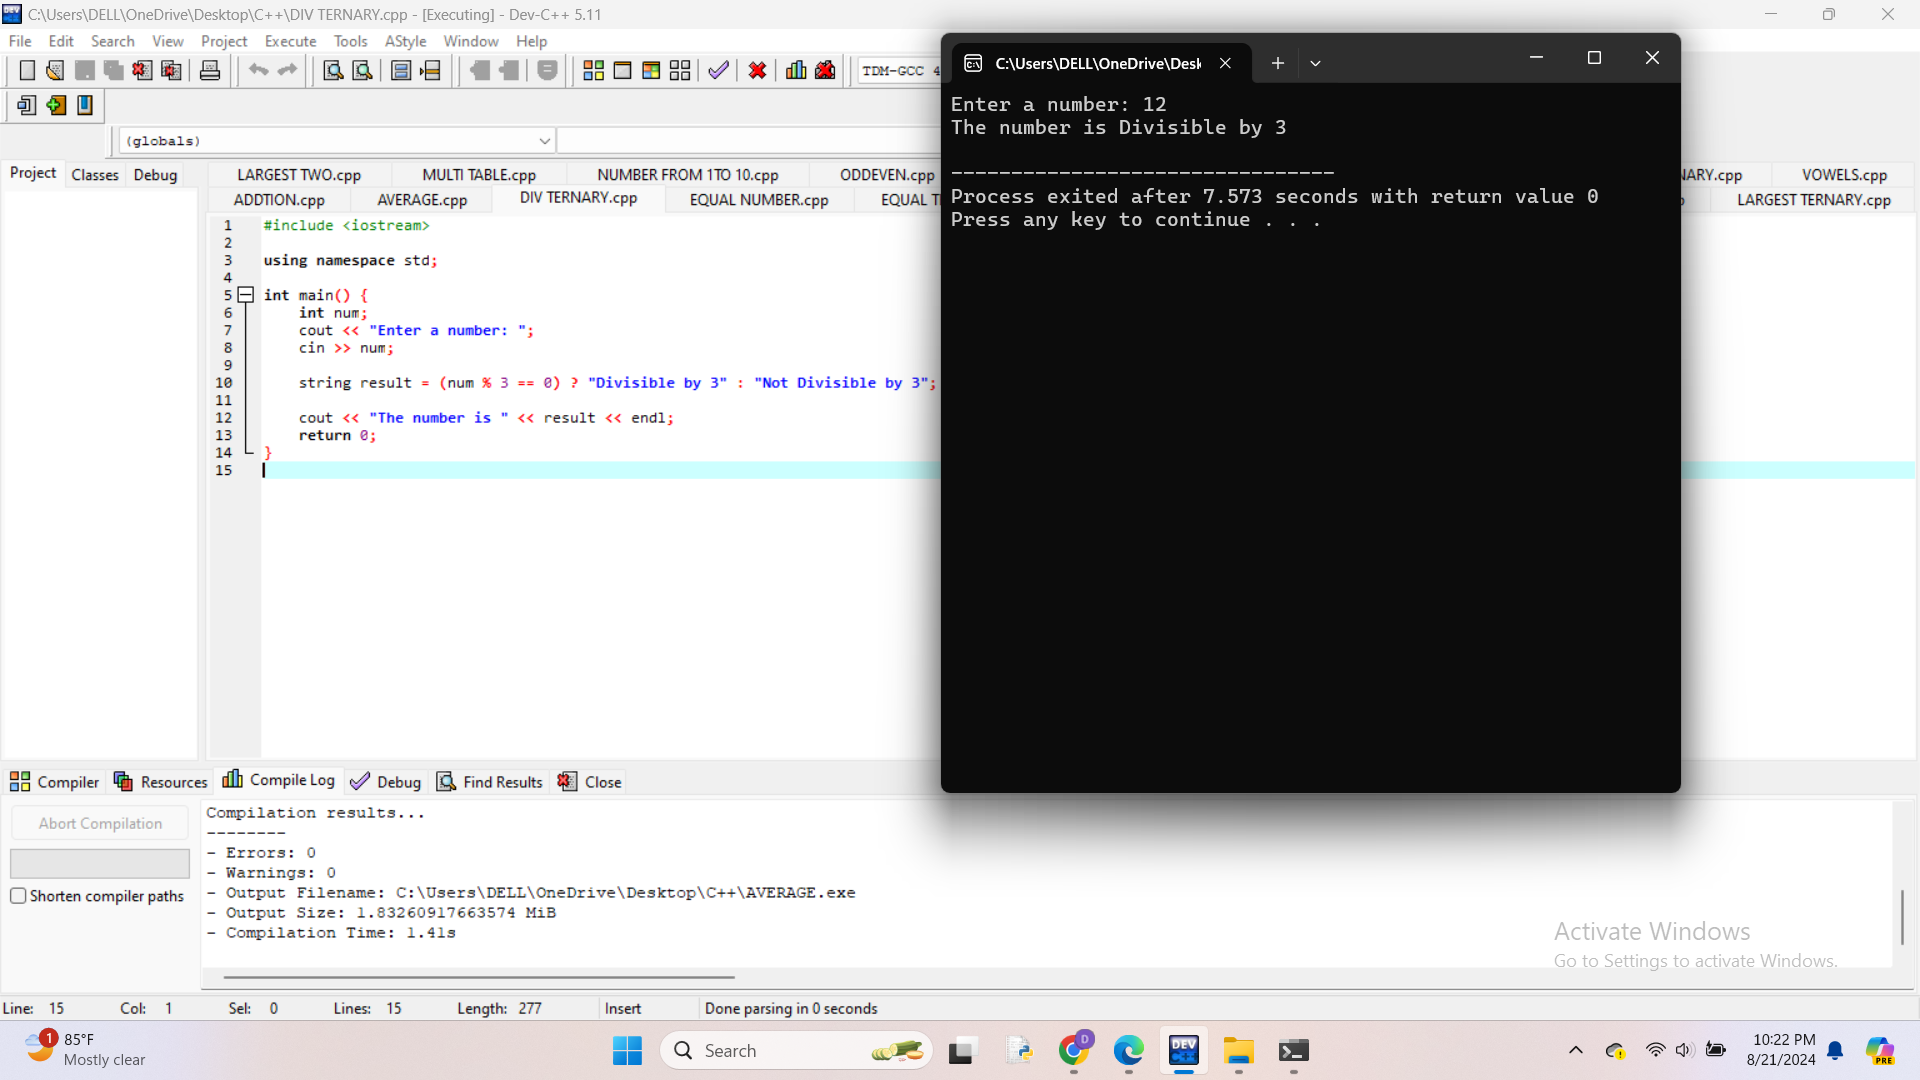 C:\Users\DELL\OneDrive\Desktop\C++\DIV TERNARY.cpp - [Executing] - Dev-C++ 5.11
File Edit Search View Project Execute Tools AStyle Window Help
TDM-GCC 4
(globals)
Project Classes Debug
LARGEST TWO.cpp MULTI TABLE.cpp NUMBER FROM 1TO 10.cpp ODDEVEN.cpp VOWELS.cpp
ADDTION.cpp AVERAGE.cpp DIV TERNARY.cpp EQUAL NUMBER.cpp EQUAL LARGEST TERNARY.cpp
1 #include <iostream>
2
3 using namespace std;
4
5 int main() {
6 int num;
7 cout << "Enter a number: ";
8 cin >> num;
9
10 string result = (num % 3 == 0) ? "Divisible by 3" : "Not Divisible by 3";
11
12 cout << "The number is " << result << endl;
13 return 0;
14 }
15
C:\Users\DELL\OneDrive\Desk
Enter a number: 12
The number is Divisible by 3
--------------------------------
Process exited after 7.573 seconds with return value 0
Press any key to continue . . .
Compiler Resources Compile Log Debug Find Results Close
Abort Compilation
Shorten compiler paths
Compilation results...
--------
- Errors: 0
- Warnings: 0
- Output Filename: C:\Users\DELL\OneDrive\Desktop\C++\AVERAGE.exe
- Output Size: 1.83260917663574 MiB
- Compilation Time: 1.41s
Activate Windows
Go to Settings to activate Windows.
Line: 15 Col: 1 Sel: 0 Lines: 15 Length: 277 Insert Done parsing in 0 seconds
1
85°F
Mostly clear
Search
D
DEV
PRE
10:22 PM
8/21/2024